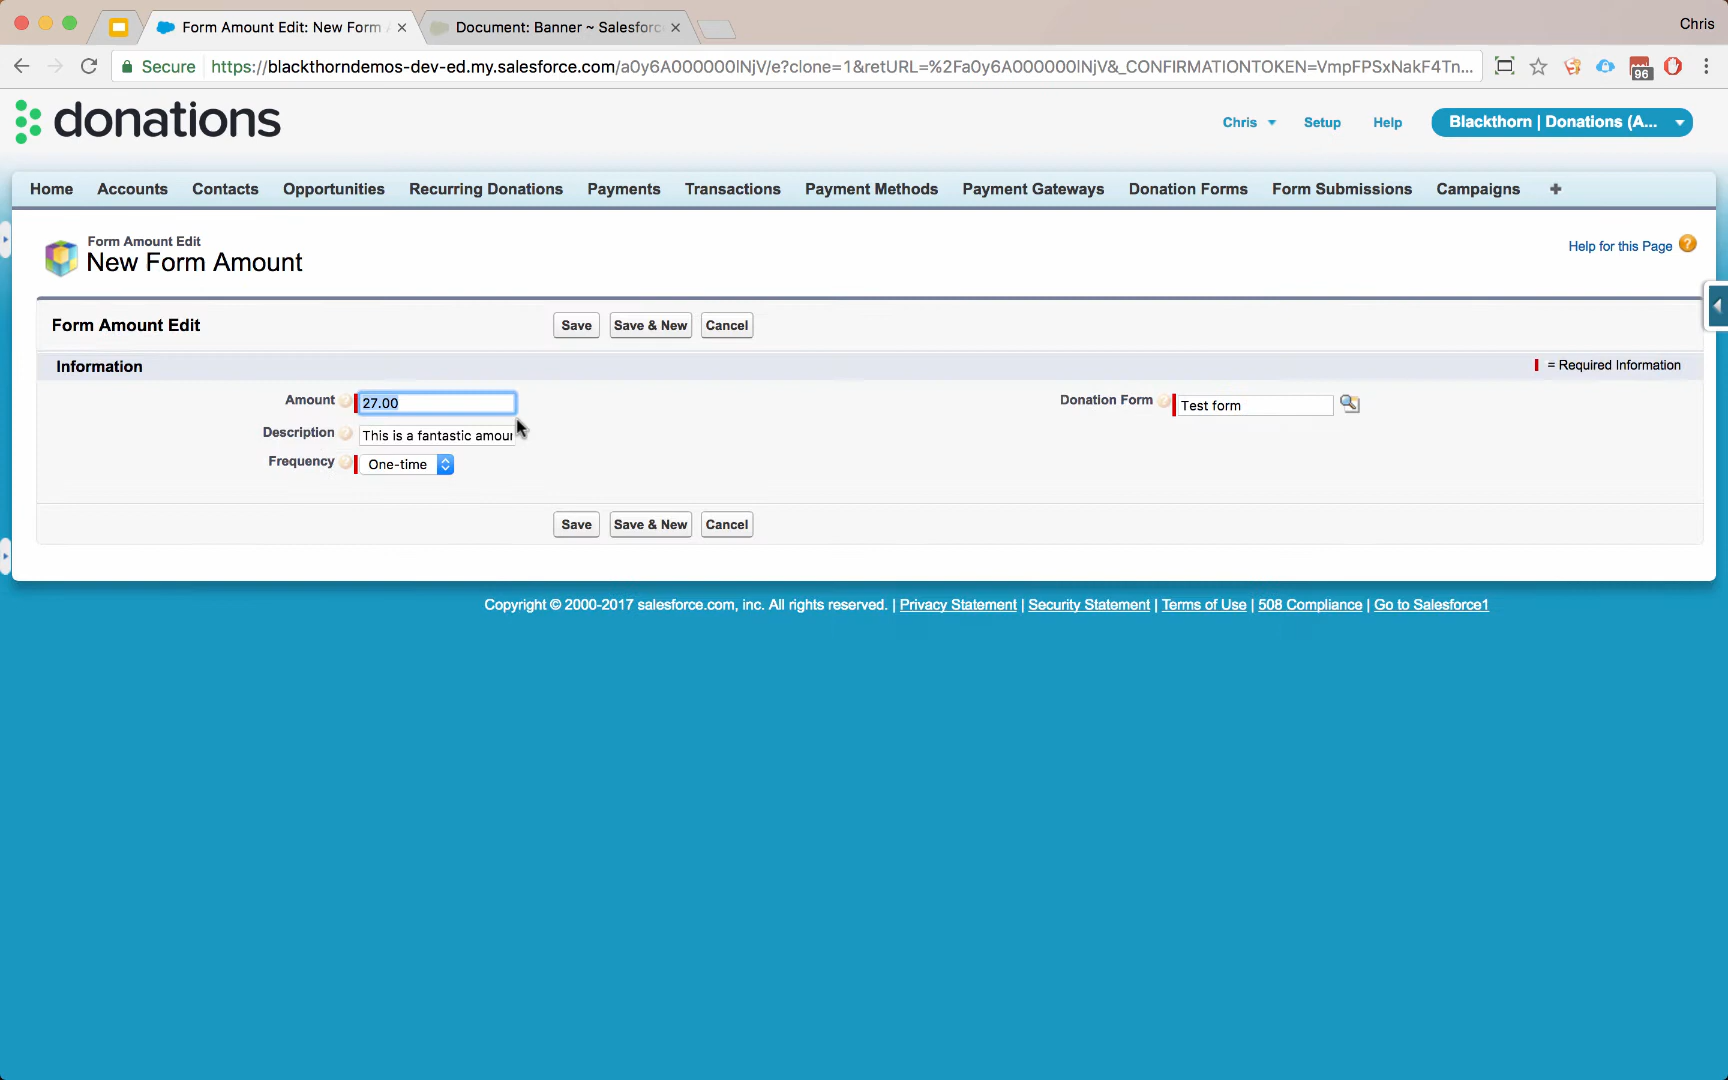 Form Amount Edit: New Form
Document: Banner ~ Salesforc
Chris
Secure https://blackthorndemos-dev-ed.my.salesforce.com/a0y6A000000lNjV/e?clone=1&retURL=%2Fa0y6A000000lNjV&_CONFIRMATIONTOKEN=VmpFPSxNakF4Tn...
96
donations
Chris Setup Help Blackthorn | Donations (A...
Home Accounts Contacts Opportunities Recurring Donations Payments Transactions Payment Methods Payment Gateways Donation Forms Form Submissions Campaigns +
Form Amount Edit
New Form Amount
Help for this Page ?
Form Amount Edit Save Save & New Cancel
Information = Required Information
Amount 27.00 Donation Form Test form
Description This is a fantastic amour
Frequency One-time
Save Save & New Cancel
Copyright © 2000-2017 salesforce.com, inc. All rights reserved. | Privacy Statement | Security Statement | Terms of Use | 508 Compliance | Go to Salesforce1